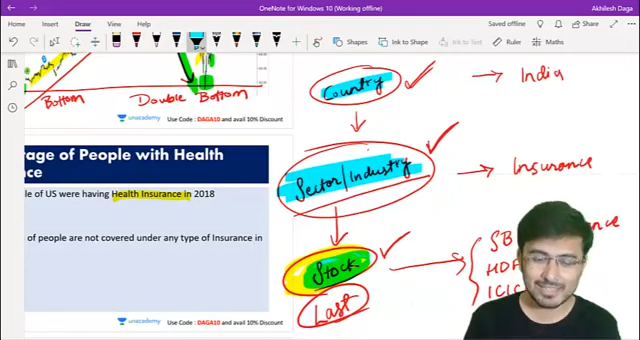 OneNote for Windows 10 (Working offline)
Akhilesh Daga
Insert
Draw
View
Help
Saved offline
Share
Shapes
Ink to Shape
Ink to Text
Ruler
Maths
Country
India
Bottom
Double Bottom
unacademy
Use Code : DAGA10 and avail 10% Discount
age of People with Health
nce
Sector/Industry
Insurance
le of US were having Health Insurance in 2018
of people are not covered under any type of Insurance in
Stock
SB
nce
HDF
ICIC
Last
unacademy
Use Code : DAGA10 and avail 10% Discount